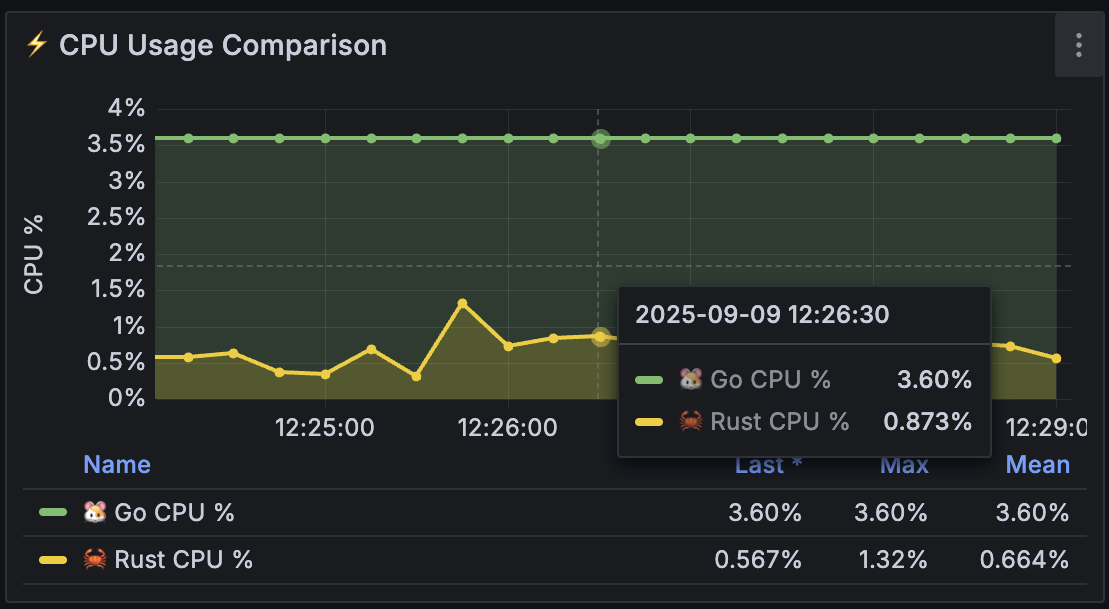 ⚡ CPU Usage Comparison
CPU %
4%
3.5%
3%
2.5%
2%
1.5%
1%
0.5%
0%
12:25:00 12:26:00 12:29:0
2025-09-09 12:26:30
🐹 Go CPU % 3.60%
🦀 Rust CPU % 0.873%
Name Last * Max Mean
🐹 Go CPU % 3.60% 3.60% 3.60%
🦀 Rust CPU % 0.567% 1.32% 0.664%